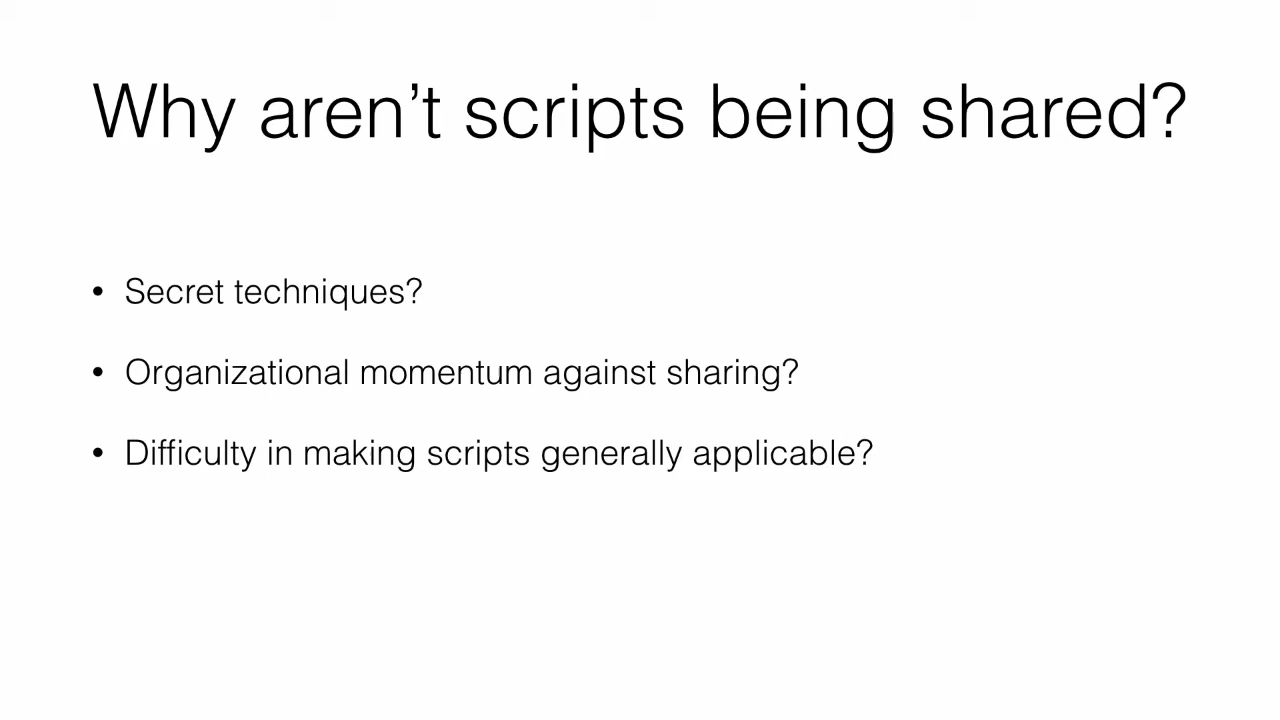 Why aren’t scripts being shared?
• Secret techniques?
• Organizational momentum against sharing?
• Difficulty in making scripts generally applicable?